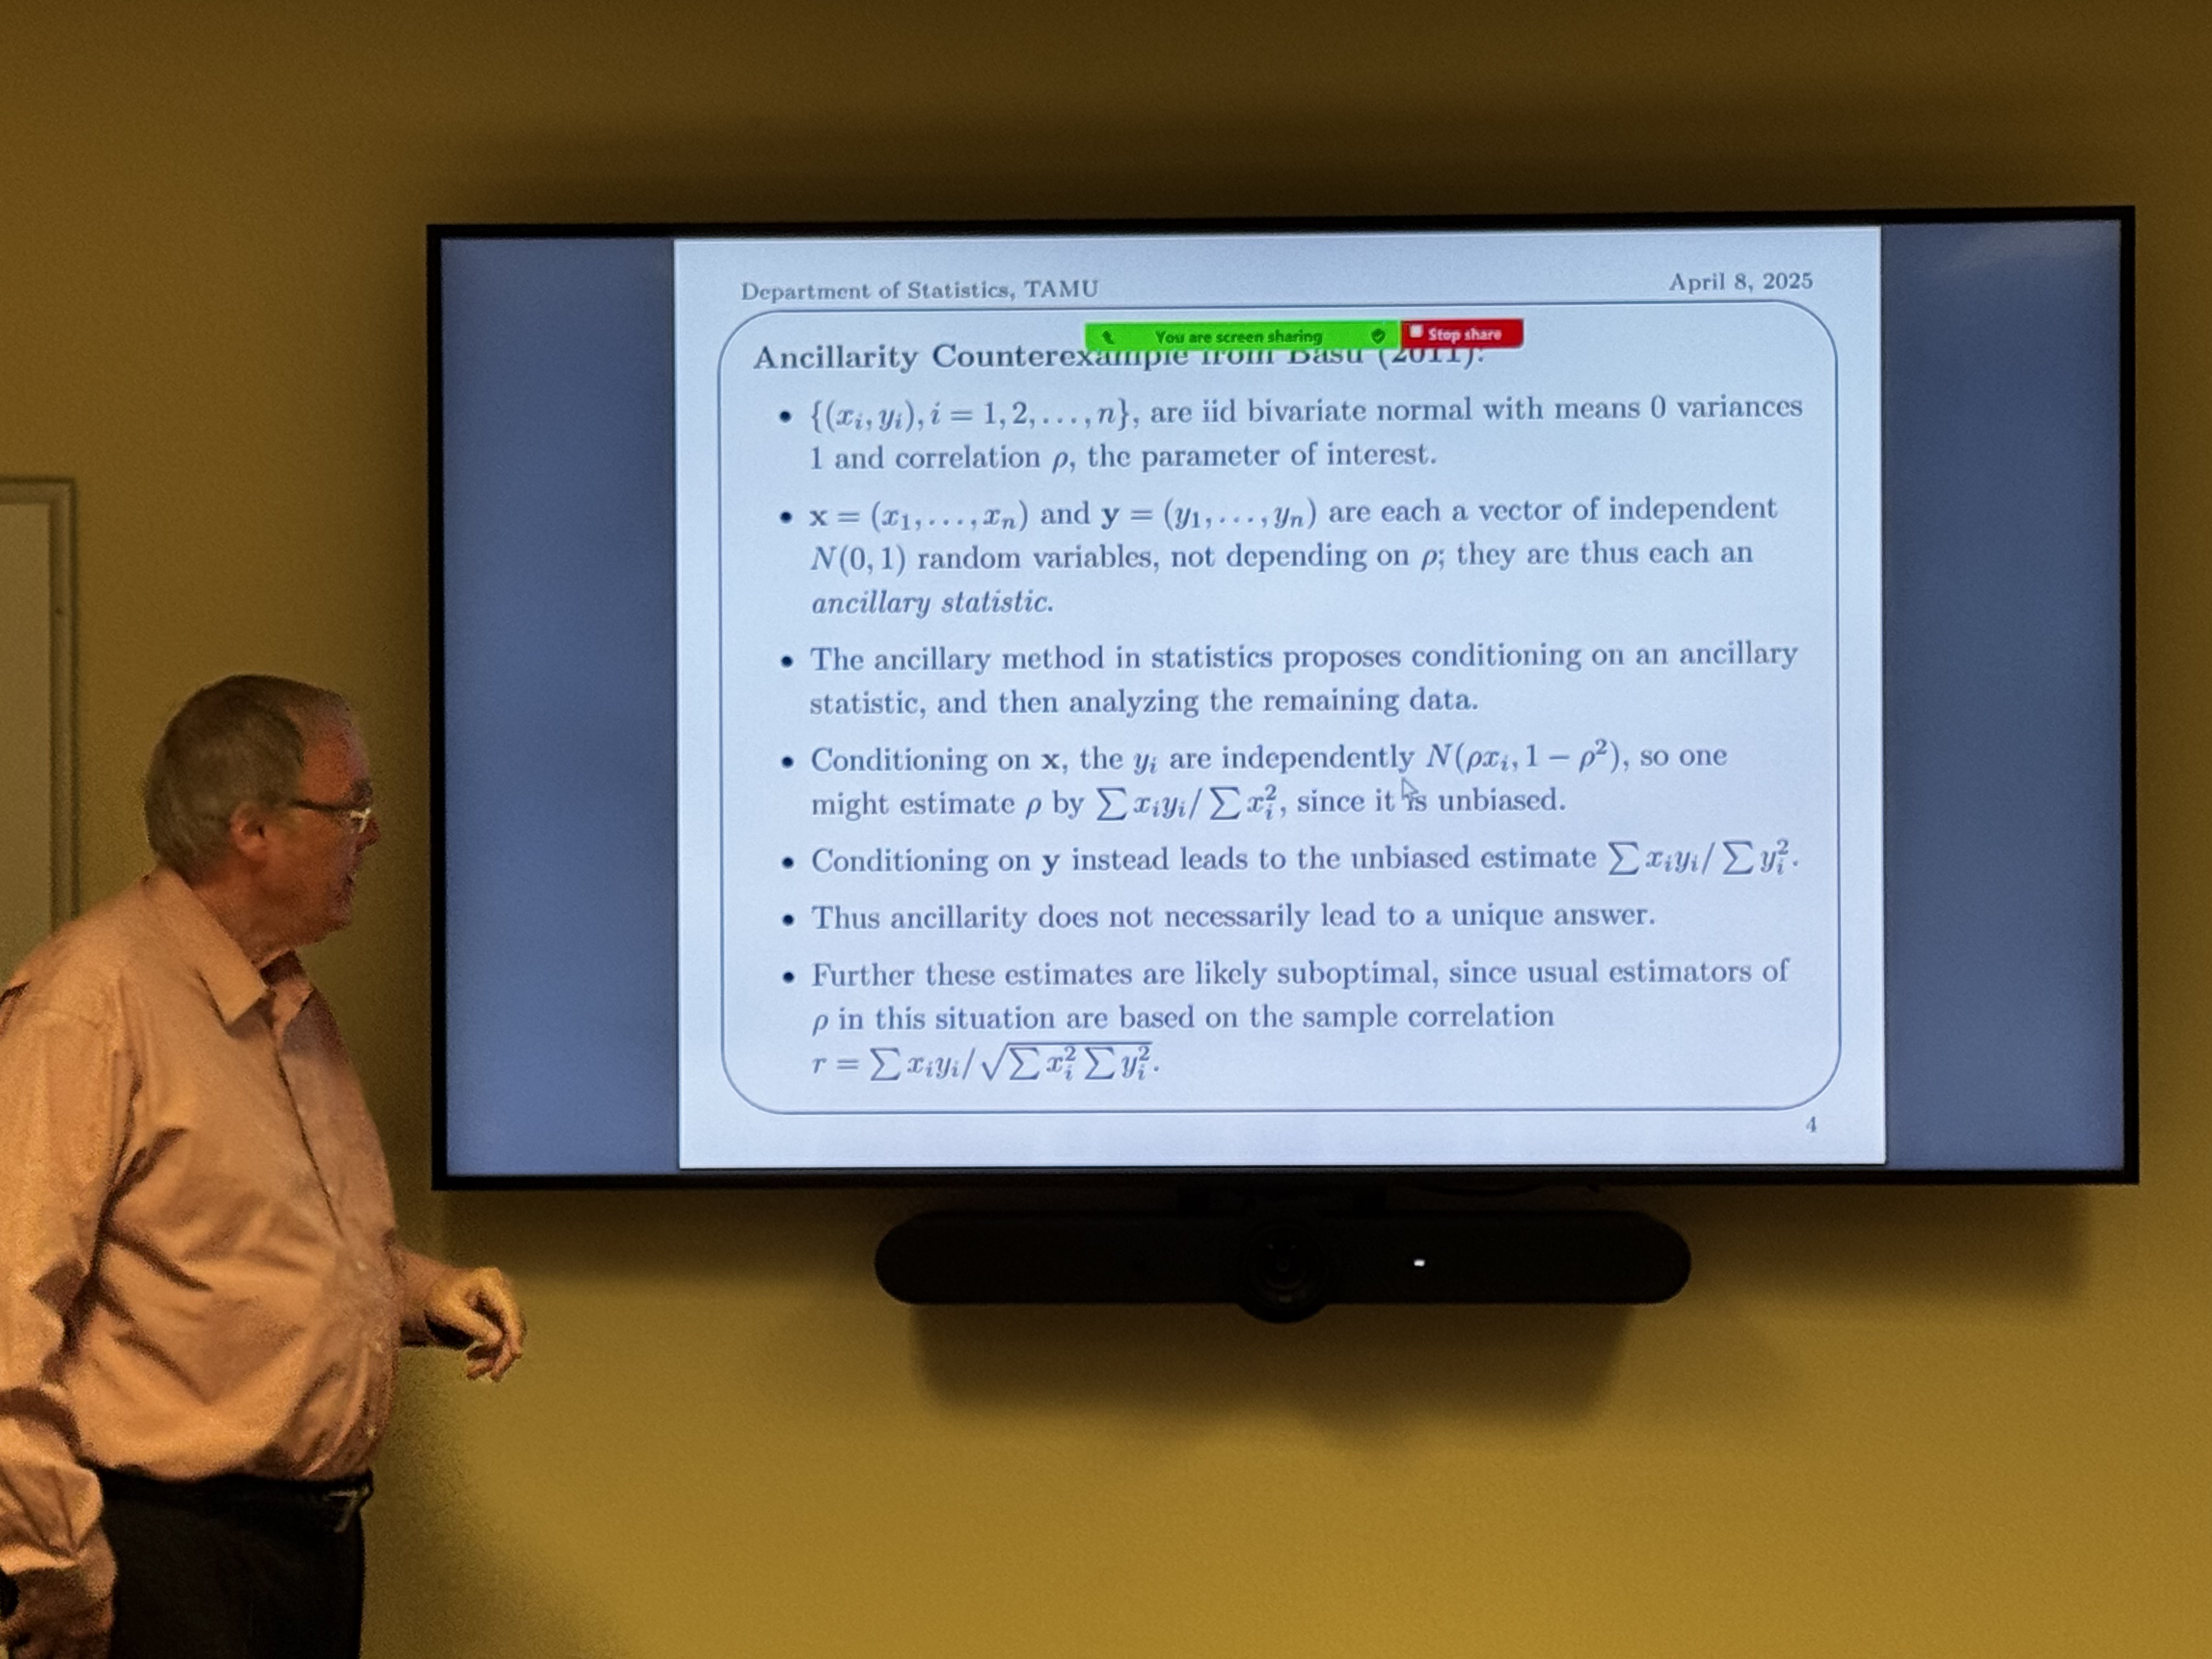 Department of Statistics, TAMU
April 8, 2025
You are screen sharing
Stop share
Ancillarity Counterexample from Basu (2011):
• {(xᵢ, yᵢ), i = 1, 2, . . . , n}, are iid bivariate normal with means 0 variances
1 and correlation ρ, the parameter of interest.
• x = (x₁, . . . , xₙ) and y = (y₁, . . . , yₙ) are each a vector of independent
N(0, 1) random variables, not depending on ρ; they are thus each an
ancillary statistic.
• The ancillary method in statistics proposes conditioning on an ancillary
statistic, and then analyzing the remaining data.
• Conditioning on x, the yᵢ are independently N(ρxᵢ, 1 − ρ²), so one
might estimate ρ by ∑ xᵢyᵢ/ ∑ xᵢ², since it is unbiased.
• Conditioning on y instead leads to the unbiased estimate ∑ xᵢyᵢ/ ∑ yᵢ².
• Thus ancillarity does not necessarily lead to a unique answer.
• Further these estimates are likely suboptimal, since usual estimators of
ρ in this situation are based on the sample correlation
r = ∑ xᵢyᵢ/√(∑ xᵢ² ∑ yᵢ²).
4